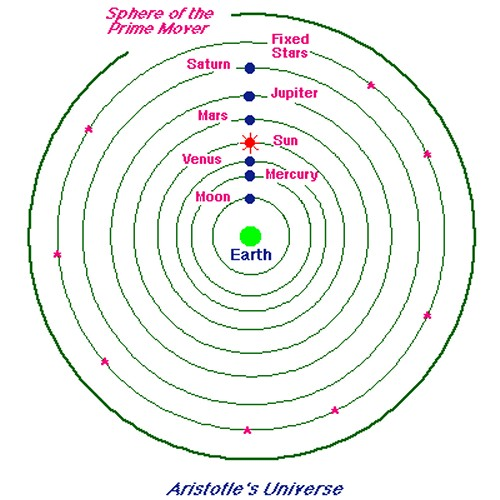 Sphere of the
Prime Mover
Fixed
Stars
Saturn
Jupiter
Mars
Sun
Venus
Mercury
Moon
Earth
Aristotle's Universe